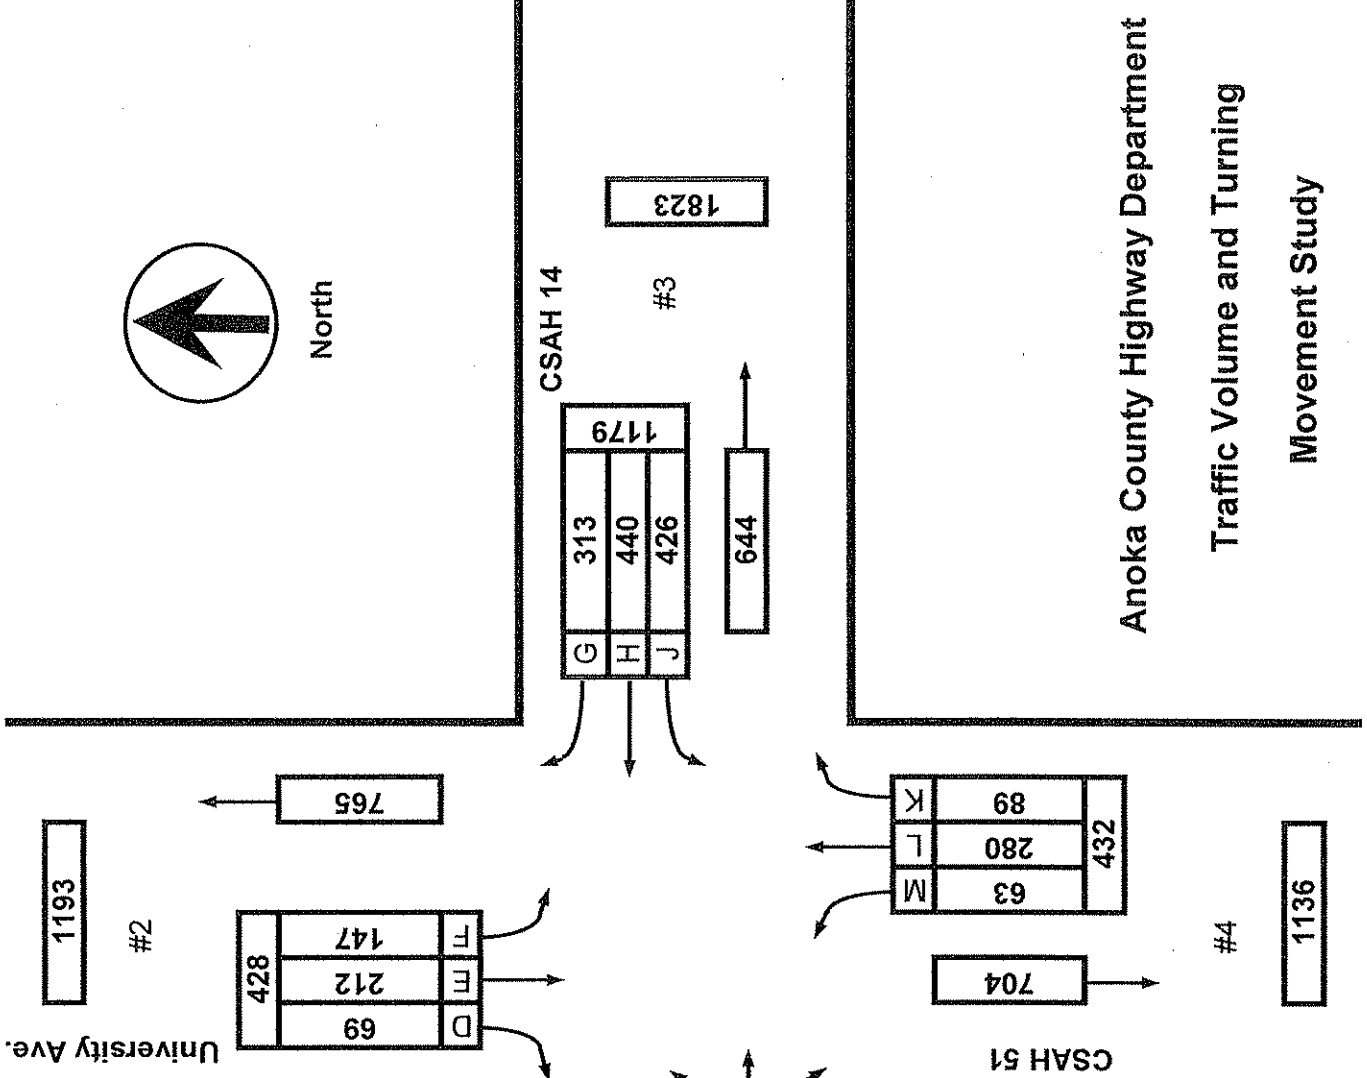 University Ave.
1193
#2
428
69
212
147
D
E
F
765
North
CSAH 14
G
313
H
440
J
426
1179
644
#3
1823
M
L
K
63
280
89
432
704
#4
1136
CSAH 51
Anoka County Highway Department
Traffic Volume and Turning
Movement Study